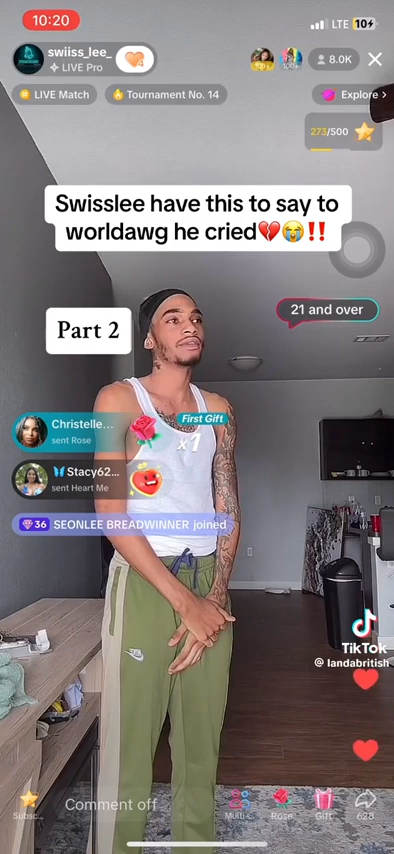 10:20
LTE 10
swiiss_lee_
LIVE Pro
8.0K
LIVE Match
Tournament No. 14
Explore >
273/500
Swisslee have this to say to
worldawg he cried💔😭‼️
21 and over
Part 2
Christelle...
sent Rose
First Gift
x1
🦋Stacy62...
sent Heart Me
36 SEONLEE BREADWINNER joined
TikTok
@ landabritish
Subsc...
Comment off
Multi-...
Rose
Gift
628